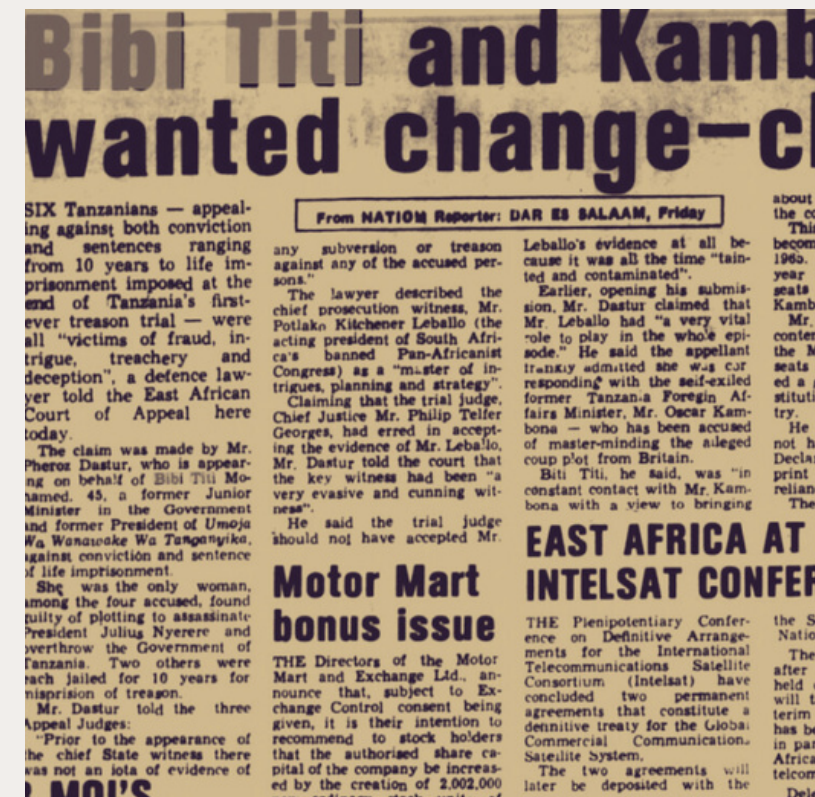 Bibi Titi and Kamb
wanted change—cl
SIX Tanzanians — appeal-
ing against both conviction
and sentences ranging
from 10 years to life im-
prisonment imposed at the
end of Tanzania's first-
ever treason trial — were
all "victims of fraud, in-
trigue, treachery and
deception", a defence law-
yer told the East African
Court of Appeal here
today.
The claim was made by Mr.
Pheroz Dastur, who is appear-
ing on behalf of Bibi Titi Mo-
hamed. 45, a former Junior
Minister in the Government
and former President of Umoja
Wa Wanawake Wa Tanganyika,
against conviction and sentence
of life imprisonment.
She was the only woman,
among the four accused, found
guilty of plotting to assassinate
President Julius Nyerere and
overthrow the Government of
Tanzania. Two others were
each jailed for 10 years for
misprision of treason.
Mr. Dastur told the three
Appeal Judges:
"Prior to the appearance of
the chief State witness there
was not an iota of evidence of
MOI'S
From NATION Reporter: DAR ES SALAAM, Friday
any subversion or treason
against any of the accused per-
sons."
The lawyer described the
chief prosecution witness, Mr.
Potlako Kitchener Leballo (the
acting president of South Afri-
ca's banned Pan-Africanist
Congress) as a "master of in-
trigues, planning and strategy".
Claiming that the trial judge,
Chief Justice Mr. Philip Telfer
Georges, had erred in accept-
ing the evidence of Mr. Leballo,
Mr. Dastur told the court that
the key witness had been "a
very evasive and cunning wit-
ness".
He said the trial judge
should not have accepted Mr.
Motor Mart
bonus issue
THE Directors of the Motor
Mart and Exchange Ltd., an-
nounce that, subject to Ex-
change Control consent being
given, it is their intention to
recommend to stock holders
that the authorised share ca-
pital of the company be increas-
ed by the creation of 2,002,000
Leballo's evidence at all be-
cause it was all the time "tain-
ted and contaminated".
Earlier, opening his submis-
sion, Mr. Dastur claimed that
Mr. Leballo had "a very vital
role to play in the whole epi-
sode." He said the appellant
frankly admitted she was cor
responding with the self-exiled
former Tanzania Foregin Af-
fairs Minister, Mr. Oscar Kam-
bona — who has been accused
of master-minding the alleged
coup plot from Britain.
Biti Titi, he said, was "in
constant contact with Mr. Kam-
bona with a view to bringing
EAST AFRICA AT
INTELSAT CONFER
THE Plenipotentiary Confer-
ence on Definitive Arrange-
ments for the International
Telecommunications Satellite
Consortium (Intelsat) have
concluded two permanent
agreements that constitute a
dennitive treaty for the Global
Commercial Communication.
Satellite System.
The two agreements will
later be deposited with the
about
the co
Thi
becom
1965.
year
seats
Kamb
Mr.
conten
the M
seats
ed a
stituti
try.
He
not h
Declar
print
relian
The
the S
Natio
The
after
held
will t
terim
has be
in par
Africa
telcom
Dele